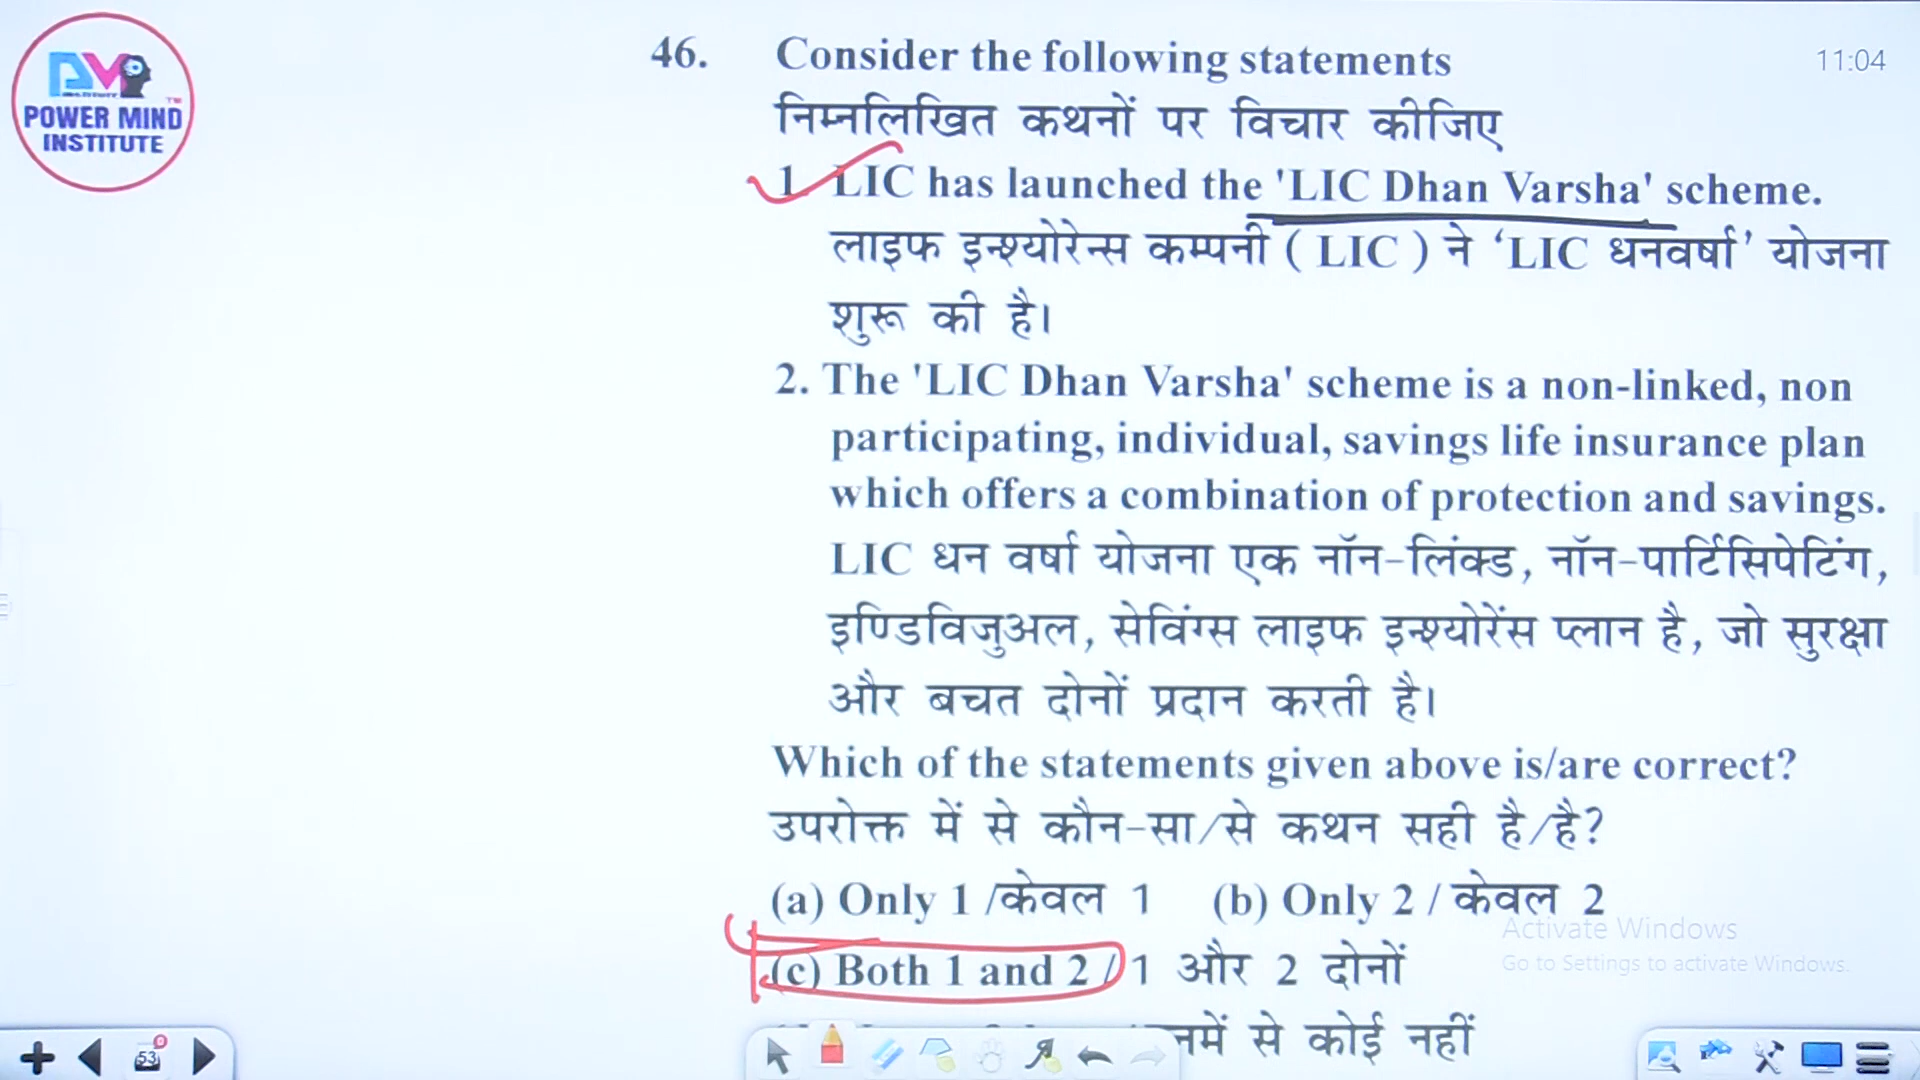 POWER MIND
INSTITUTE
11:04
46. Consider the following statements
निम्नलिखित कथनों पर विचार कीजिए
1. LIC has launched the 'LIC Dhan Varsha' scheme.
लाइफ इन्श्योरेन्स कम्पनी ( LIC ) ने ‘LIC धनवर्षा’ योजना
शुरू की है।
2. The 'LIC Dhan Varsha' scheme is a non-linked, non
participating, individual, savings life insurance plan
which offers a combination of protection and savings.
LIC धन वर्षा योजना एक नॉन-लिंक्ड, नॉन-पार्टिसिपेटिंग,
इण्डिविजुअल, सेविंग्स लाइफ इन्श्योरेंस प्लान है, जो सुरक्षा
और बचत दोनों प्रदान करती है।
Which of the statements given above is/are correct?
उपरोक्त में से कौन-सा/से कथन सही है/है?
(a) Only 1 /केवल 1 (b) Only 2 / केवल 2
Activate Windows
(c) Both 1 and 2 / 1 और 2 दोनों
Go to Settings to activate Windows.
से कोई नहीं
53